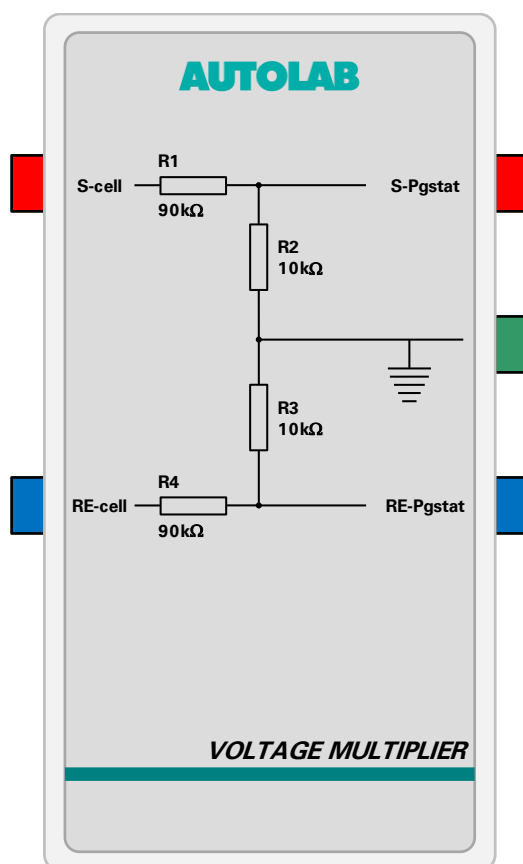 AUTOLAB
R1
S-cell S-Pgstat
90kΩ
R2
10kΩ
R3
10kΩ
R4
RE-cell RE-Pgstat
90kΩ
VOLTAGE MULTIPLIER